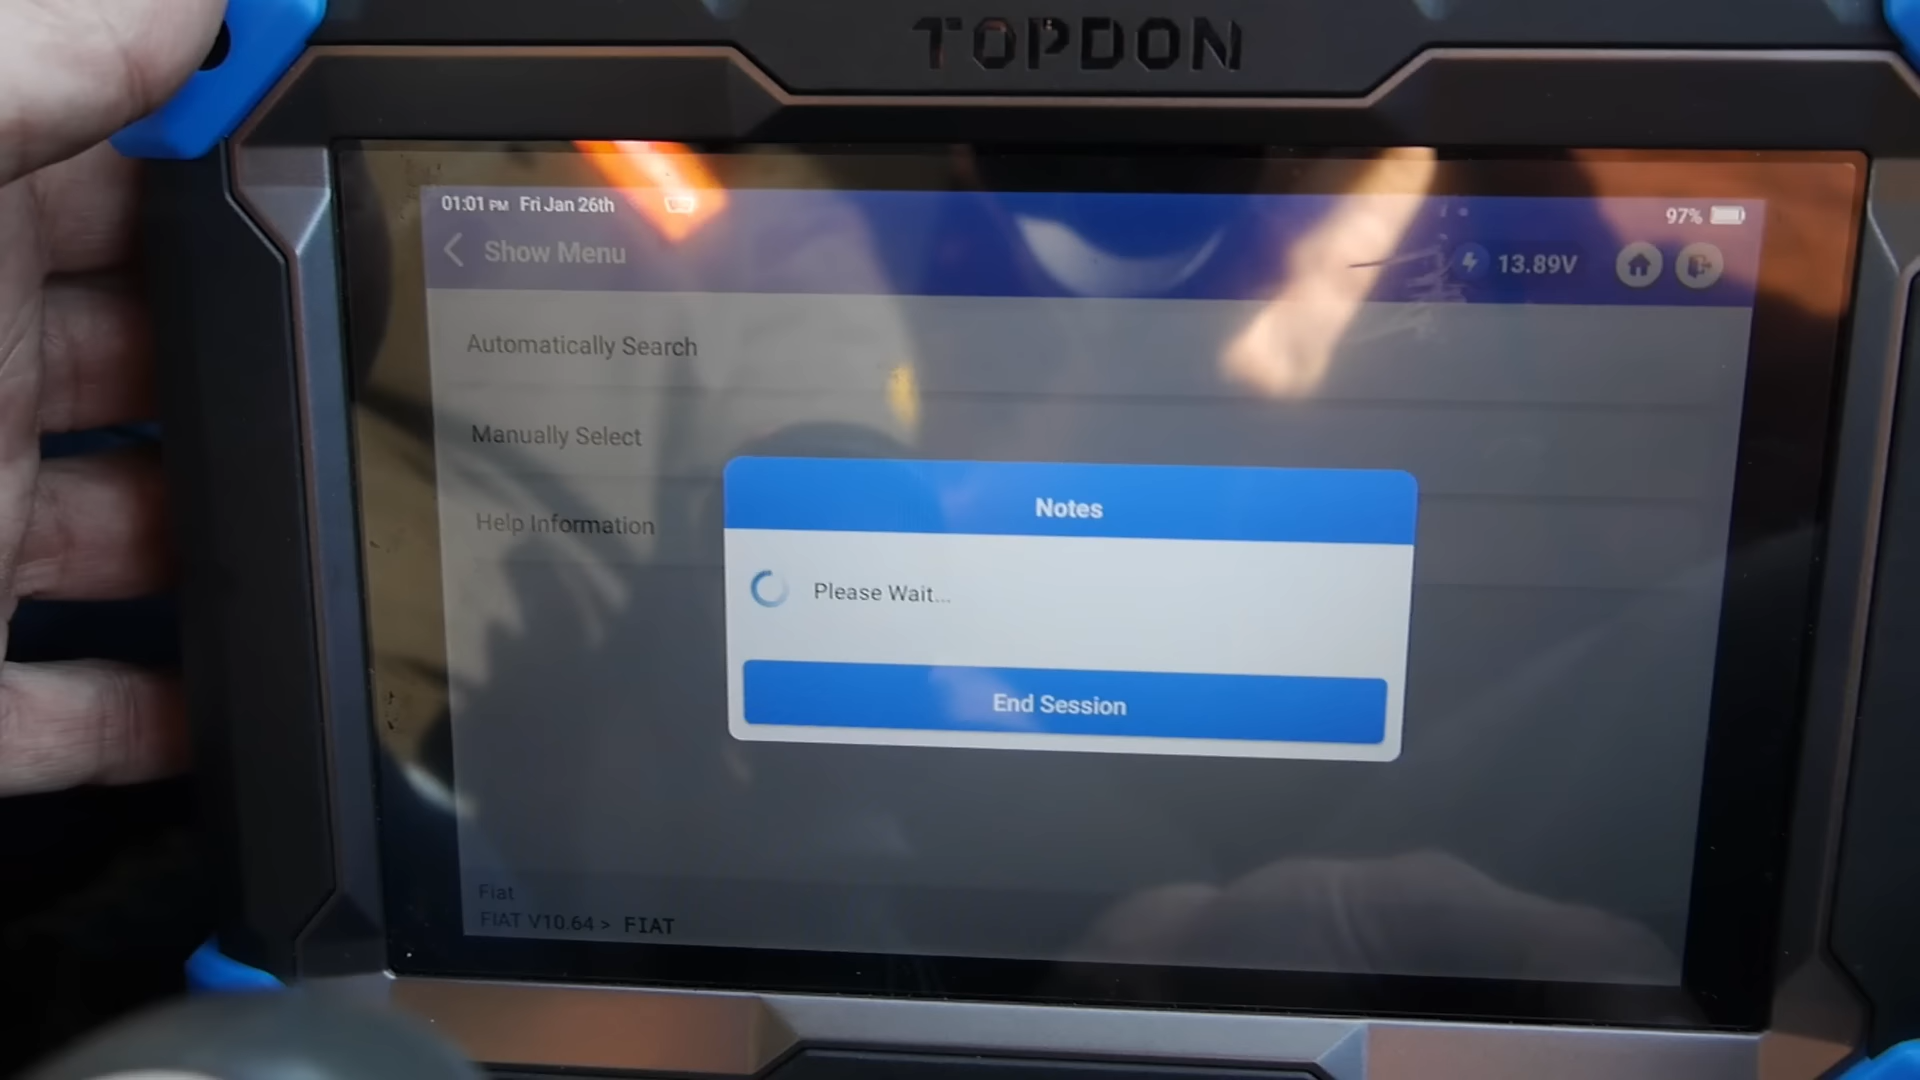 TOPDON
01:01 PM Fri Jan 26th
97%
Show Menu
13.89V
Automatically Search
Manually Select
Help Information
Notes
Please Wait...
End Session
Fiat
FIAT V10.64 > FIAT